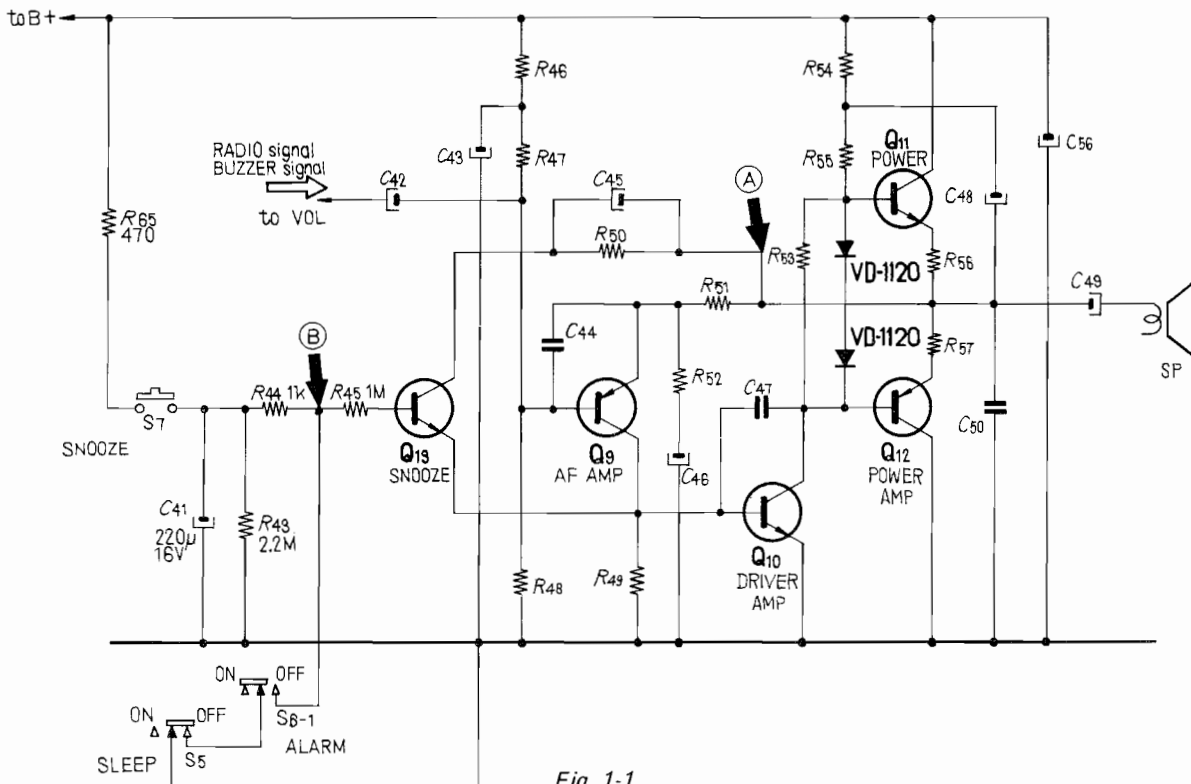 to B+
R46
R54
Q11
POWER
C56
RADIO signal
BUZZER signal
to VOL
C42
C43
R47
C45
A
R55
C48
R65
470
R50
R53
VD-1120
R56
C49
R51
B
C44
VD-1120
R57
SP
R44 1k
R45 1M
R52
C47
C50
S7
SNOOZE
Q13
SNOOZE
Q9
AF AMP
C46
Q12
POWER
AMP
C41
220μ
16V
R43
2.2M
Q10
DRIVER
AMP
R48
R49
ON
OFF
S6-1
ALARM
ON
OFF
S5
SLEEP
Fig. 1-1